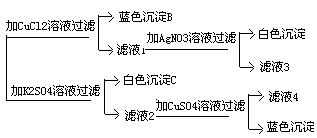 加CuCl2溶液过滤
蓝色沉淀B
滤液1
加AgNO3溶液过滤
白色沉淀
滤液3
加K2SO4溶液过滤
白色沉淀C
滤液2
加CuSO4溶液过滤
滤液4
蓝色沉淀